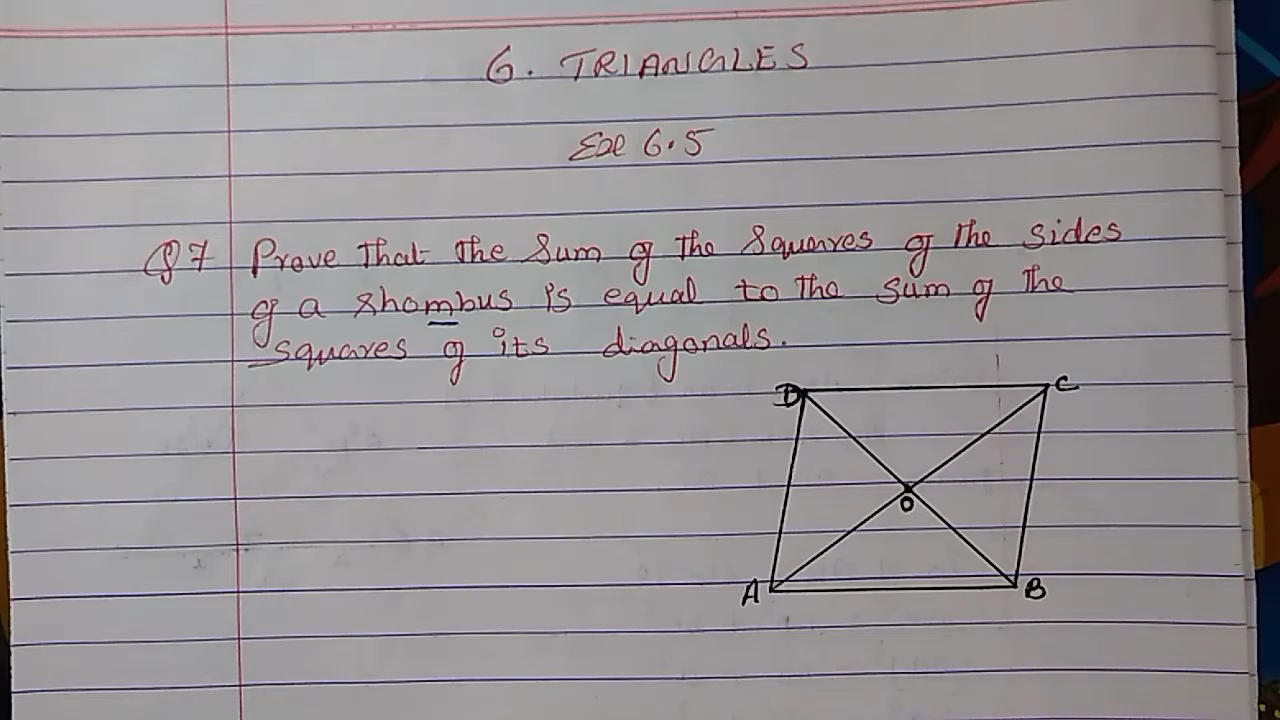 6. TRIANGLES
Exe 6.5
Q7 Prove that the sum of the squares of the sides
of a rhombus is equal to the sum of the
squares of its diagonals.
D C
O
A B